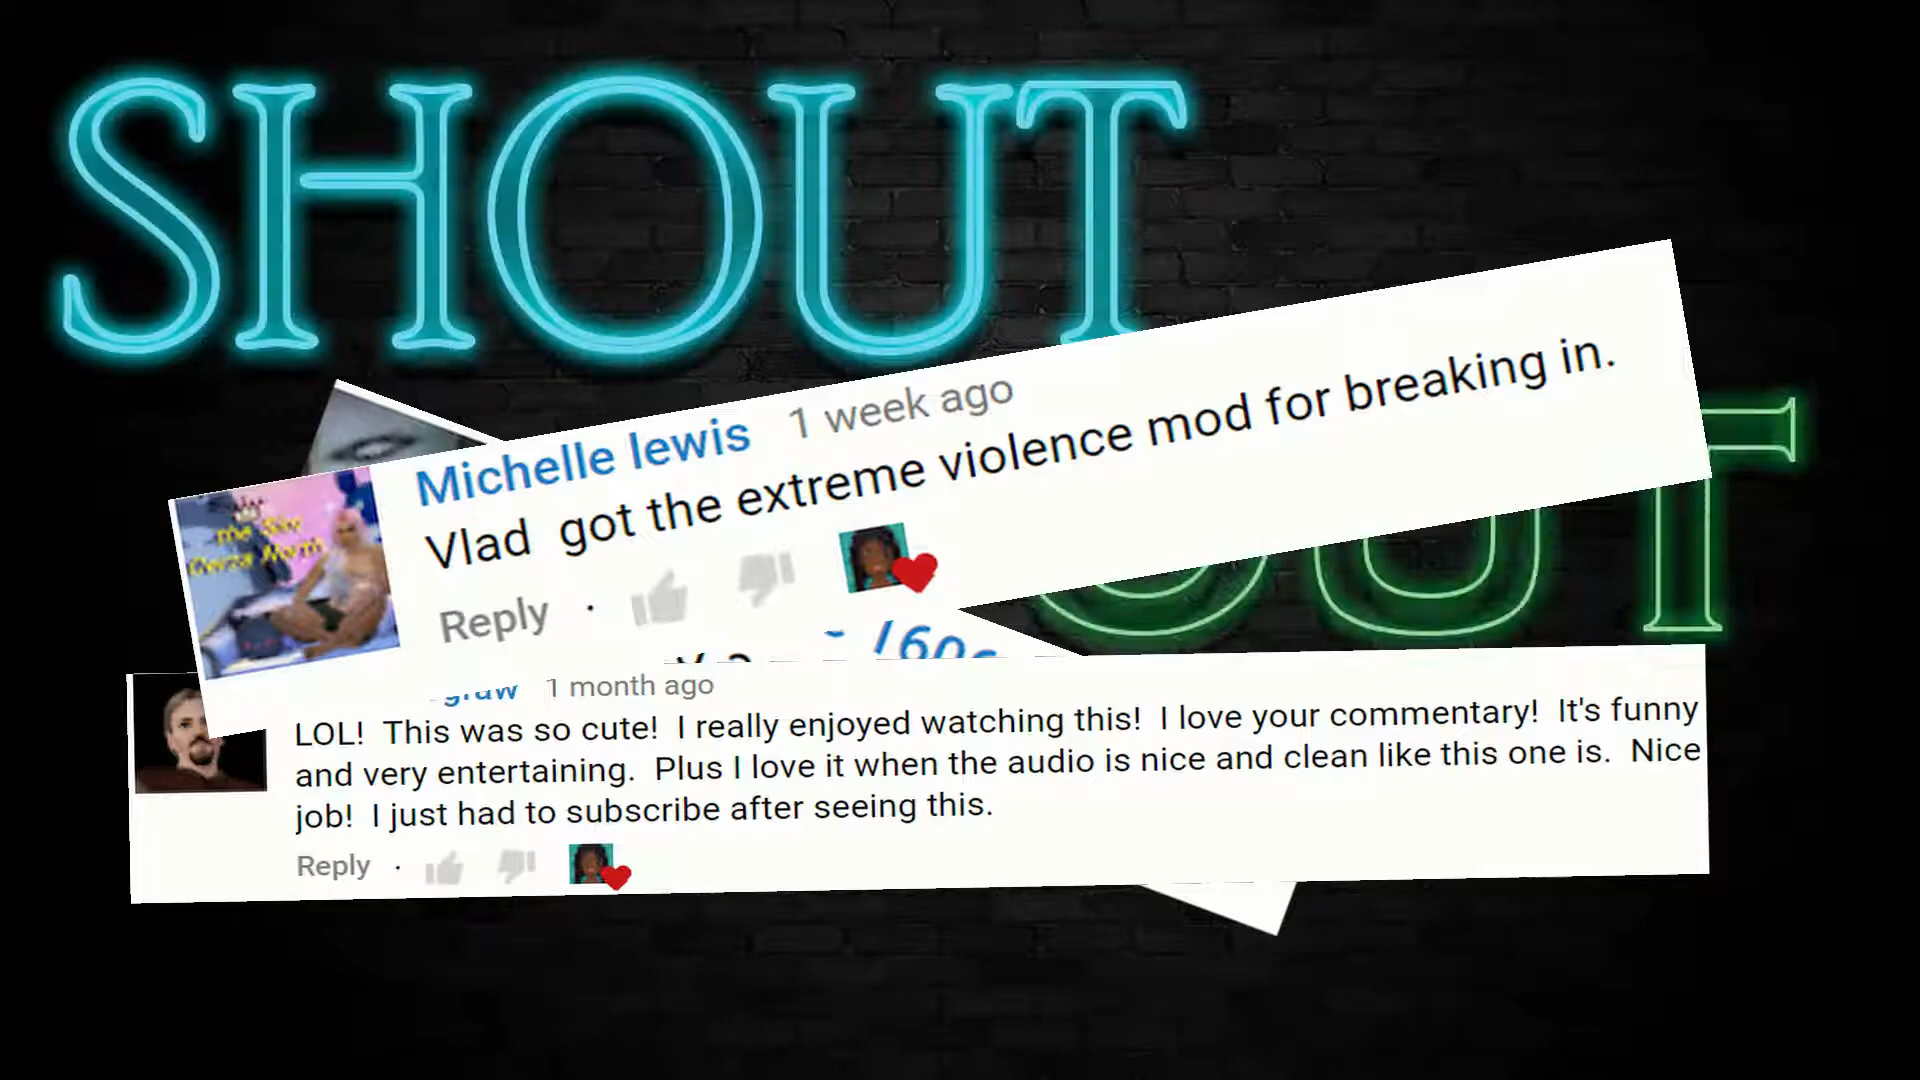 SHOUT
OUT
Michelle lewis 1 week ago
Vlad got the extreme violence mod for breaking in.
Reply ·
1 month ago
LOL! This was so cute! I really enjoyed watching this! I love your commentary! It's funny
and very entertaining. Plus I love it when the audio is nice and clean like this one is. Nice
job! I just had to subscribe after seeing this.
Reply ·